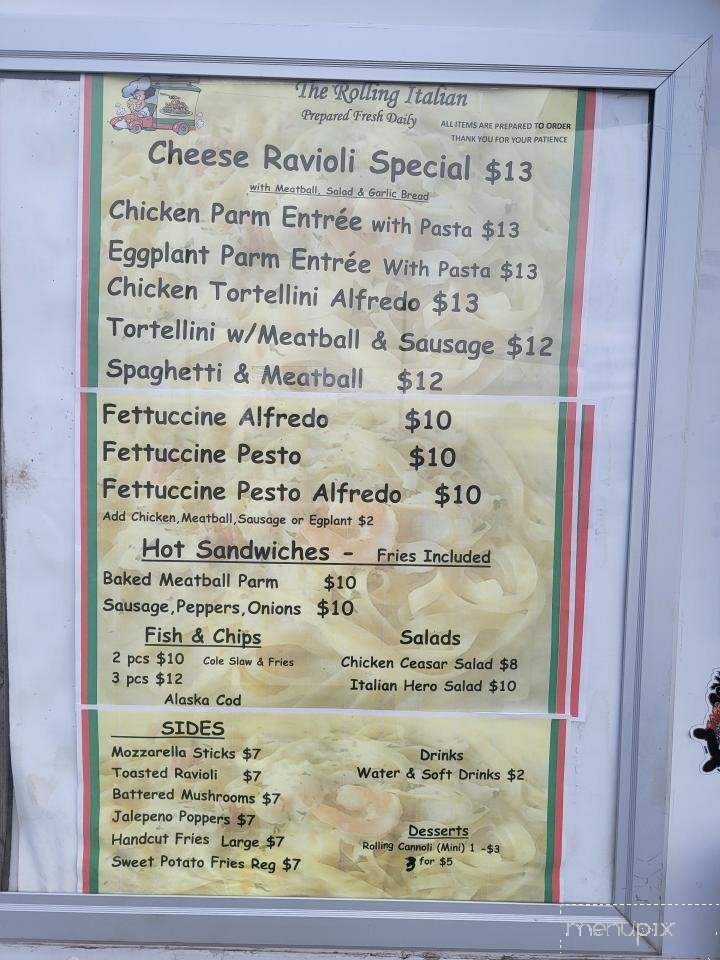 The Rolling Italian
Prepared Fresh Daily
ALL ITEMS ARE PREPARED TO ORDER
THANK YOU FOR YOUR PATIENCE
Cheese Ravioli Special $13
with Meatball, Salad & Garlic Bread
Chicken Parm Entrée with Pasta $13
Eggplant Parm Entrée With Pasta $13
Chicken Tortellini Alfredo $13
Tortellini w/Meatball & Sausage $12
Spaghetti & Meatball $12
Fettuccine Alfredo $10
Fettuccine Pesto $10
Fettuccine Pesto Alfredo $10
Add Chicken,Meatball,Sausage or Egplant $2
Hot Sandwiches - Fries Included
Baked Meatball Parm $10
Sausage,Peppers,Onions $10
Fish & Chips
2 pcs $10 Cole Slaw & Fries
3 pcs $12
Alaska Cod
Salads
Chicken Ceasar Salad $8
Italian Hero Salad $10
SIDES
Mozzarella Sticks $7
Toasted Ravioli $7
Battered Mushrooms $7
Jalepeno Poppers $7
Handcut Fries Large $7
Sweet Potato Fries Reg $7
Drinks
Water & Soft Drinks $2
Desserts
Rolling Cannoli (Mini) 1 -$3
3 for $5
menupix